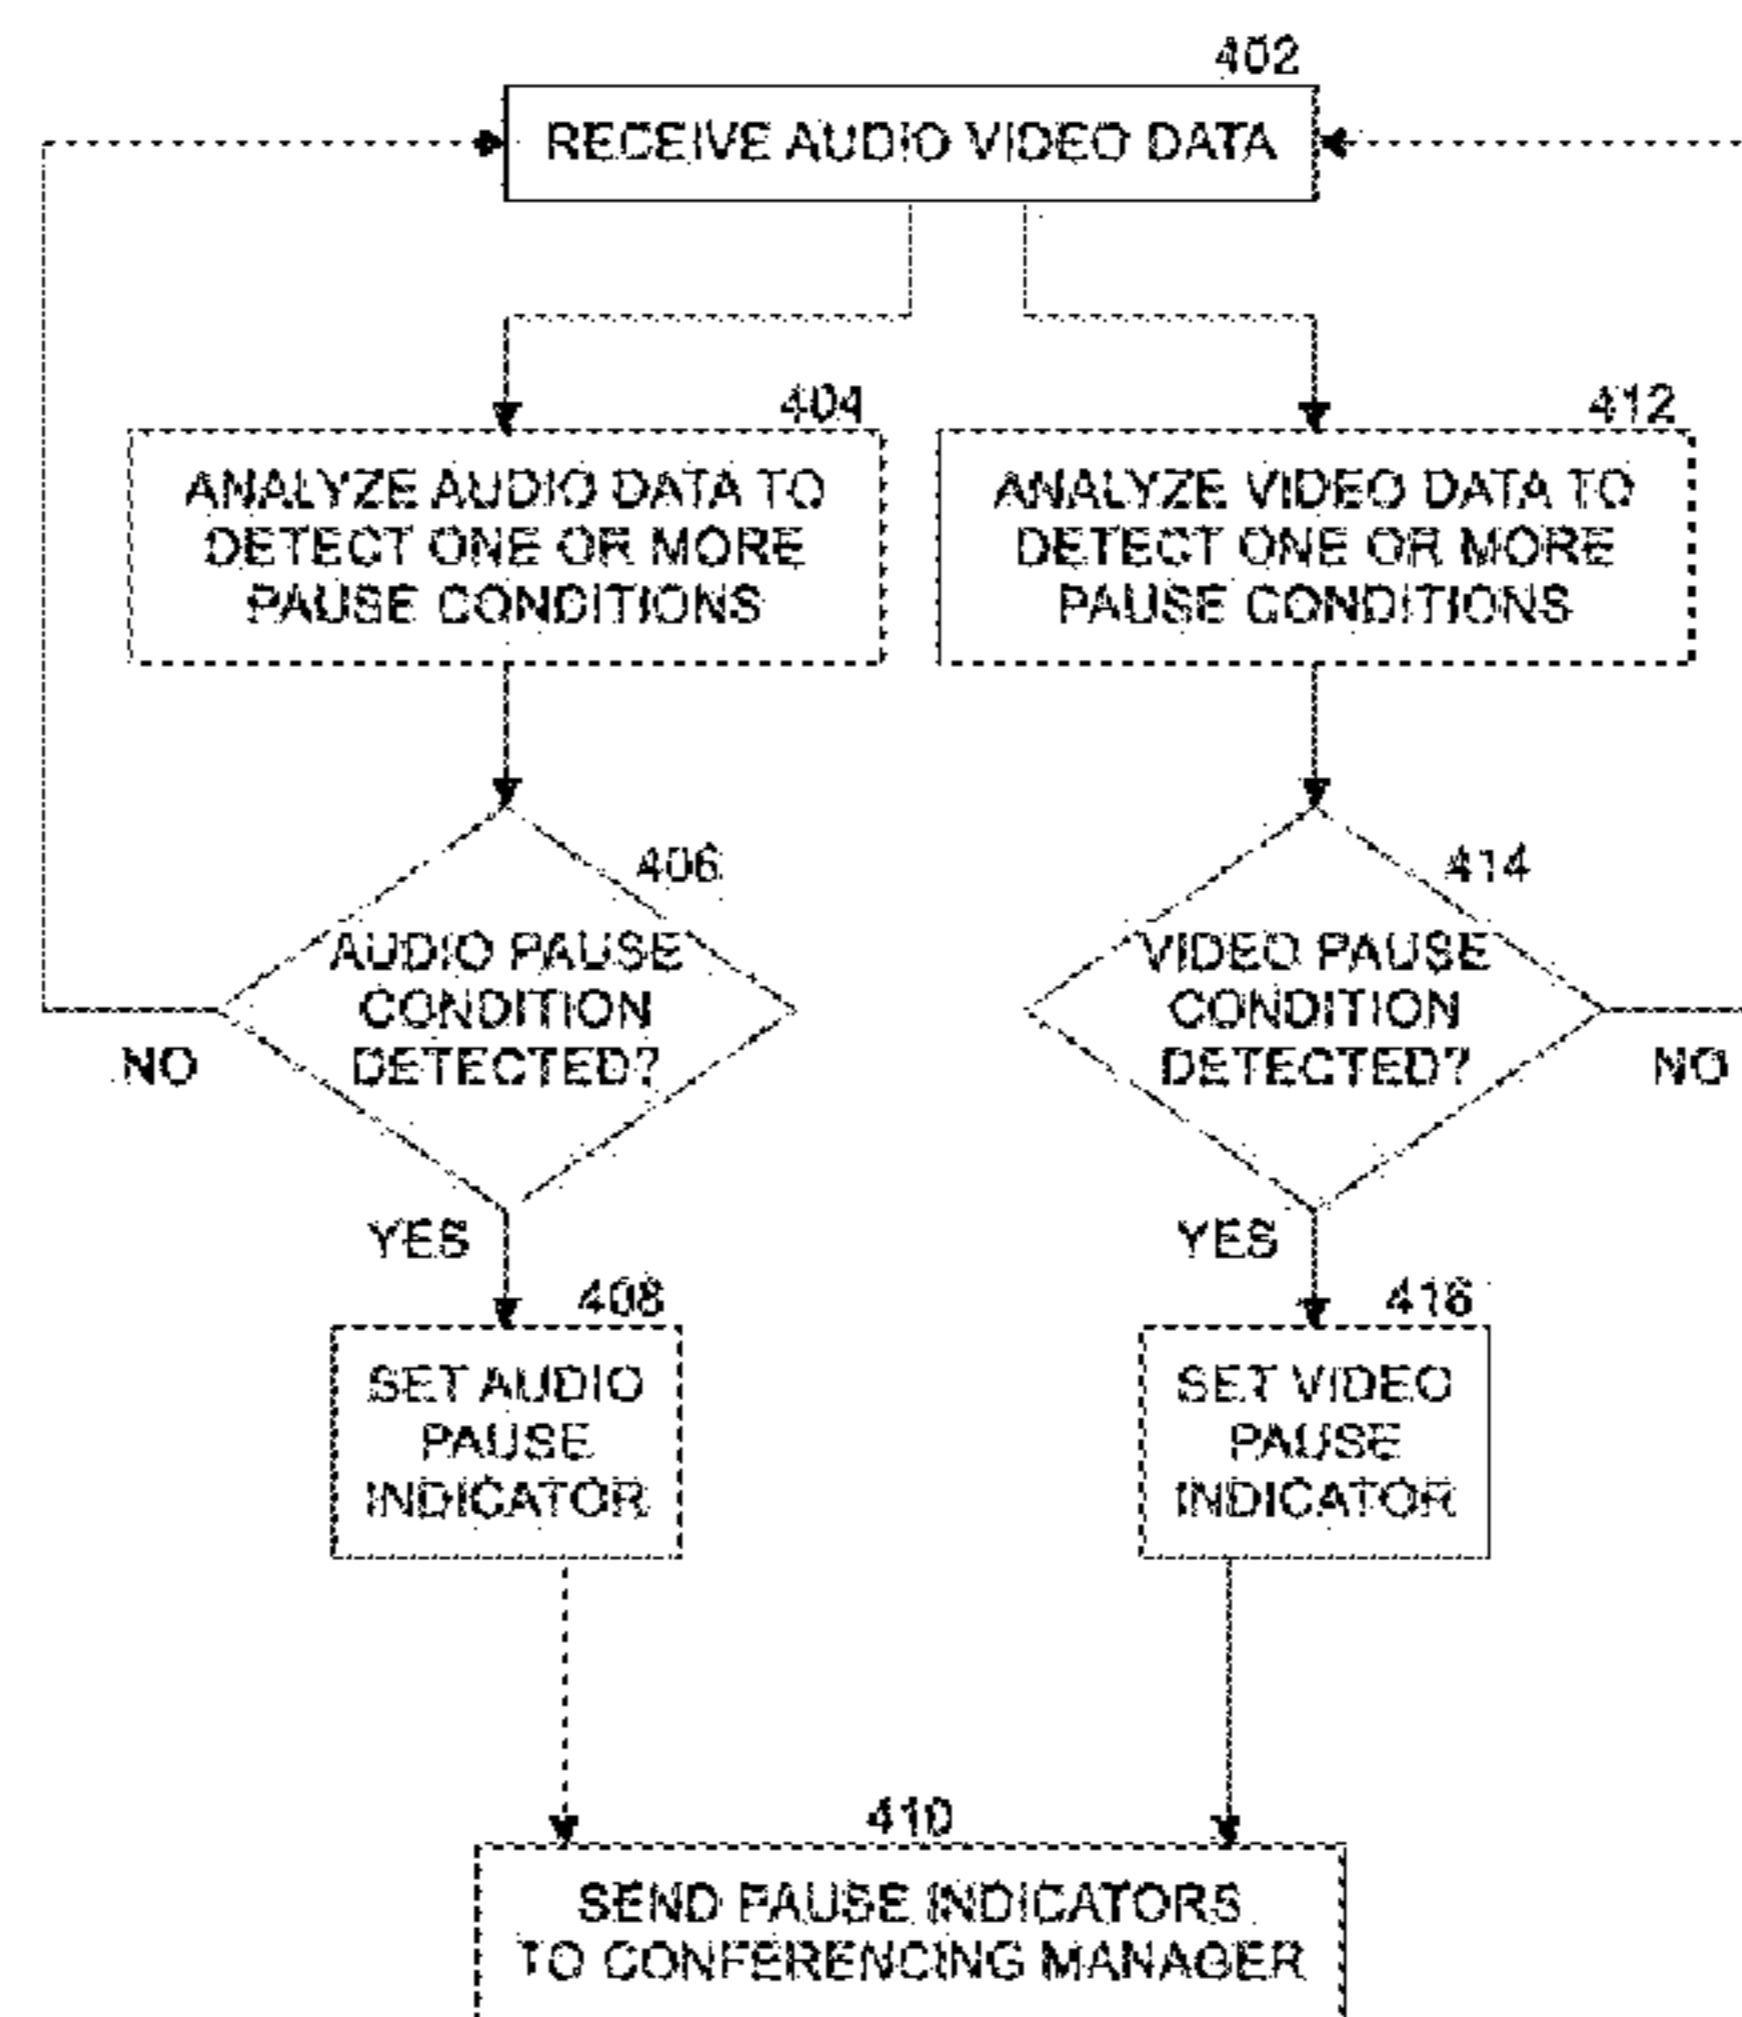 402
RECEIVE AUDIO VIDEO DATA
404
ANALYZE AUDIO DATA TO
DETECT ONE OR MORE
PAUSE CONDITIONS
412
ANALYZE VIDEO DATA TO
DETECT ONE OR MORE
PAUSE CONDITIONS
406
AUDIO PAUSE
CONDITION
DETECTED?
NO
YES
414
VIDEO PAUSE
CONDITION
DETECTED?
NO
YES
408
SET AUDIO
PAUSE
INDICATOR
416
SET VIDEO
PAUSE
INDICATOR
410
SEND PAUSE INDICATORS
TO CONFERENCING MANAGER